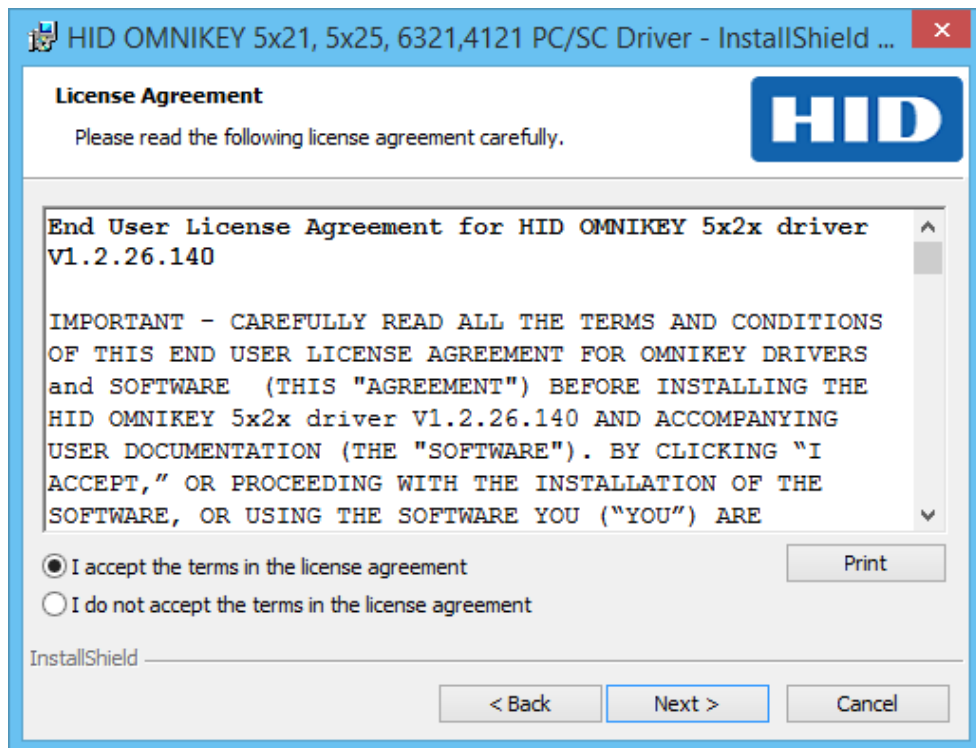 HID OMNIKEY 5x21, 5x25, 6321,4121 PC/SC Driver - InstallShield ...
License Agreement
Please read the following license agreement carefully.
HID
End User License Agreement for HID OMNIKEY 5x2x driver
V1.2.26.140
IMPORTANT - CAREFULLY READ ALL THE TERMS AND CONDITIONS
OF THIS END USER LICENSE AGREEMENT FOR OMNIKEY DRIVERS
and SOFTWARE  (THIS "AGREEMENT") BEFORE INSTALLING THE
HID OMNIKEY 5x2x driver V1.2.26.140 AND ACCOMPANYING
USER DOCUMENTATION (THE "SOFTWARE"). BY CLICKING “I
ACCEPT,” OR PROCEEDING WITH THE INSTALLATION OF THE
SOFTWARE, OR USING THE SOFTWARE YOU (“YOU”) ARE
I accept the terms in the license agreement
Print
I do not accept the terms in the license agreement
InstallShield
< Back
Next >
Cancel